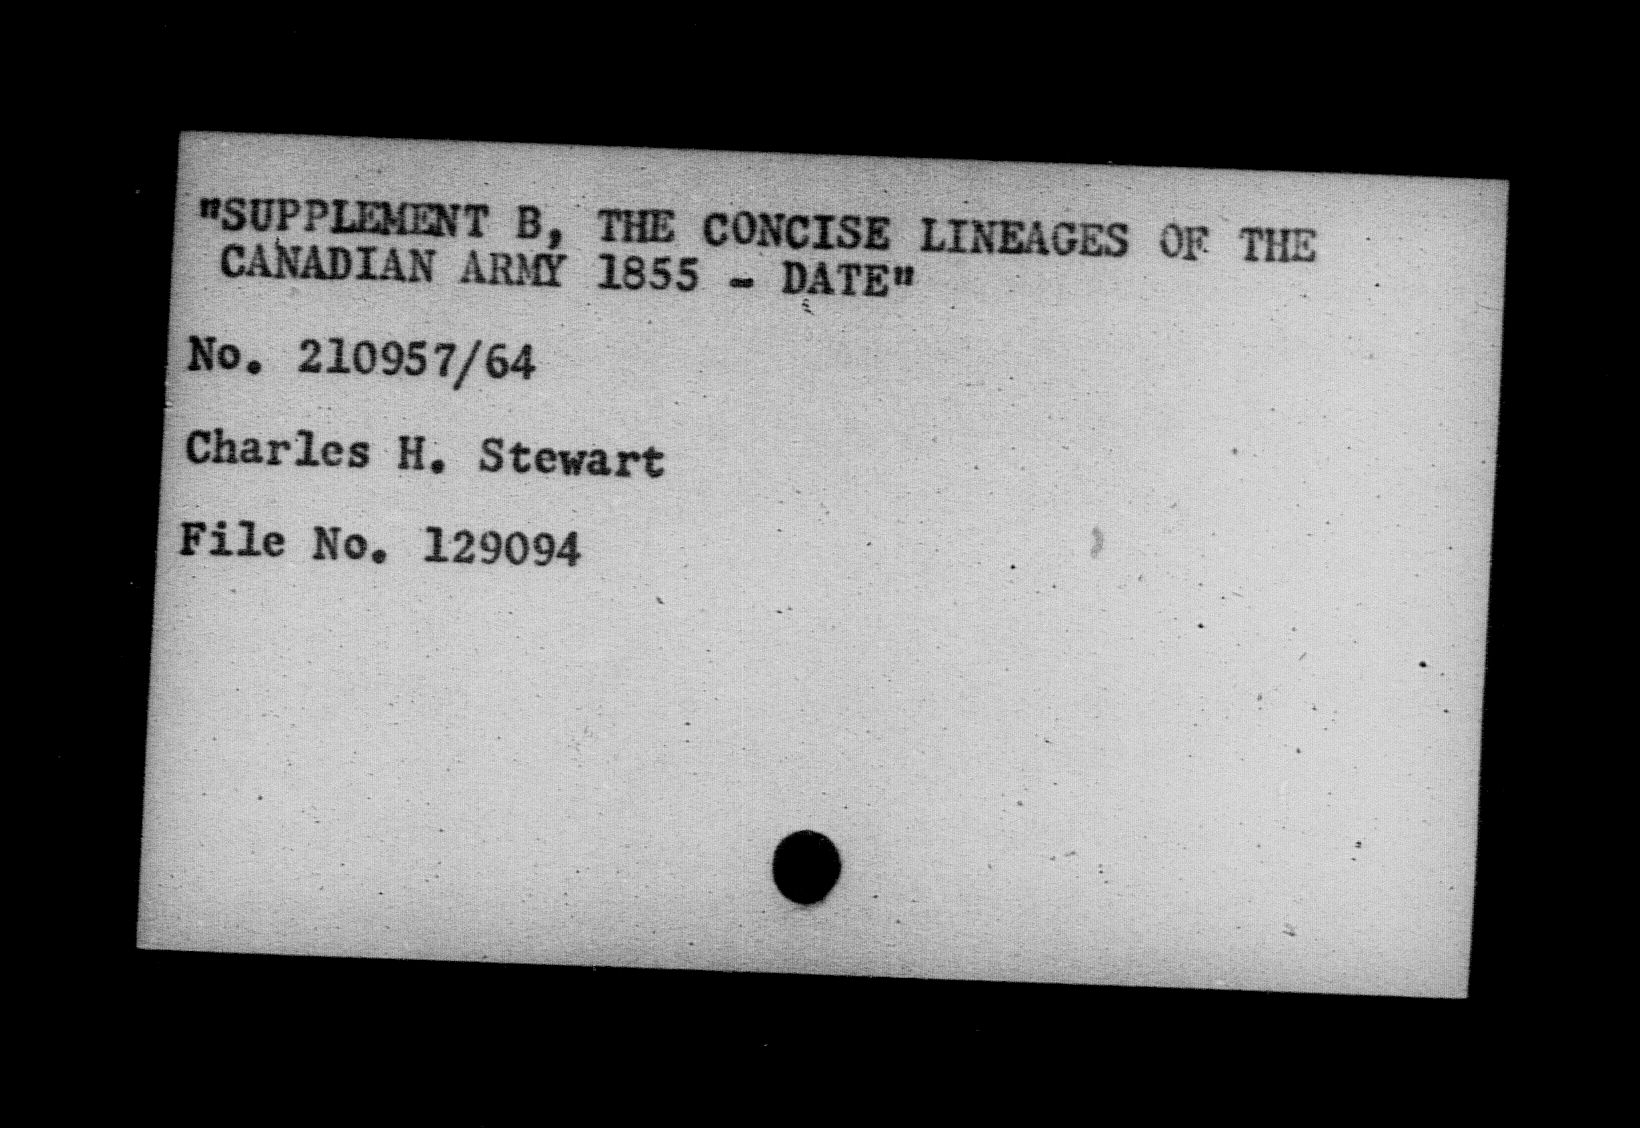 "SUPPLEMENT B, THE CONCISE LINEAGES OF THE
CANADIAN ARMY 1855 - DATE"
No. 210957/64
Charles H. Stewart
File No. 129094